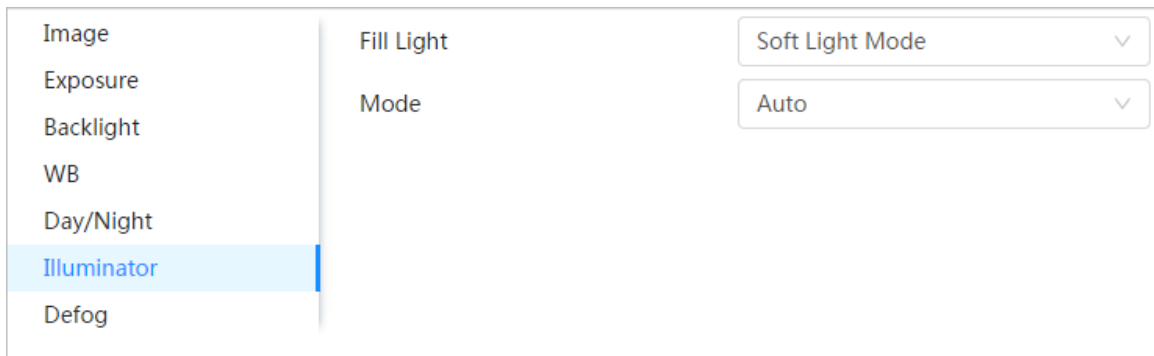 Image
Exposure
Backlight
WB
Day/Night
Illuminator
Defog
Fill Light Soft Light Mode
Mode Auto